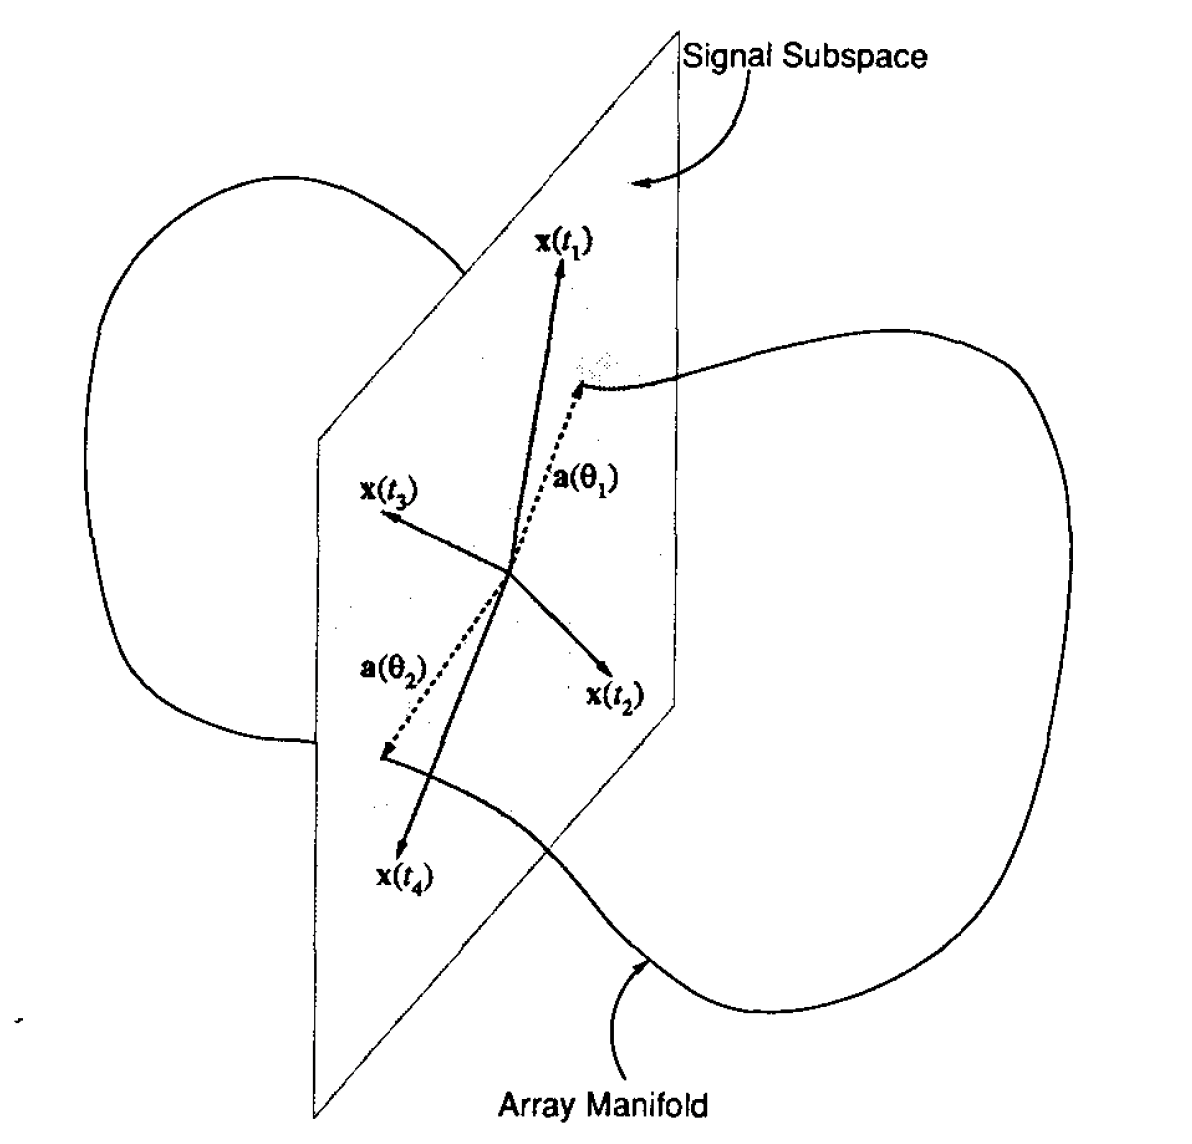 Signal Subspace
x(t₁)
a(θ₁)
x(t₃)
a(θ₂)
x(t₂)
x(t₄)
Array Manifold